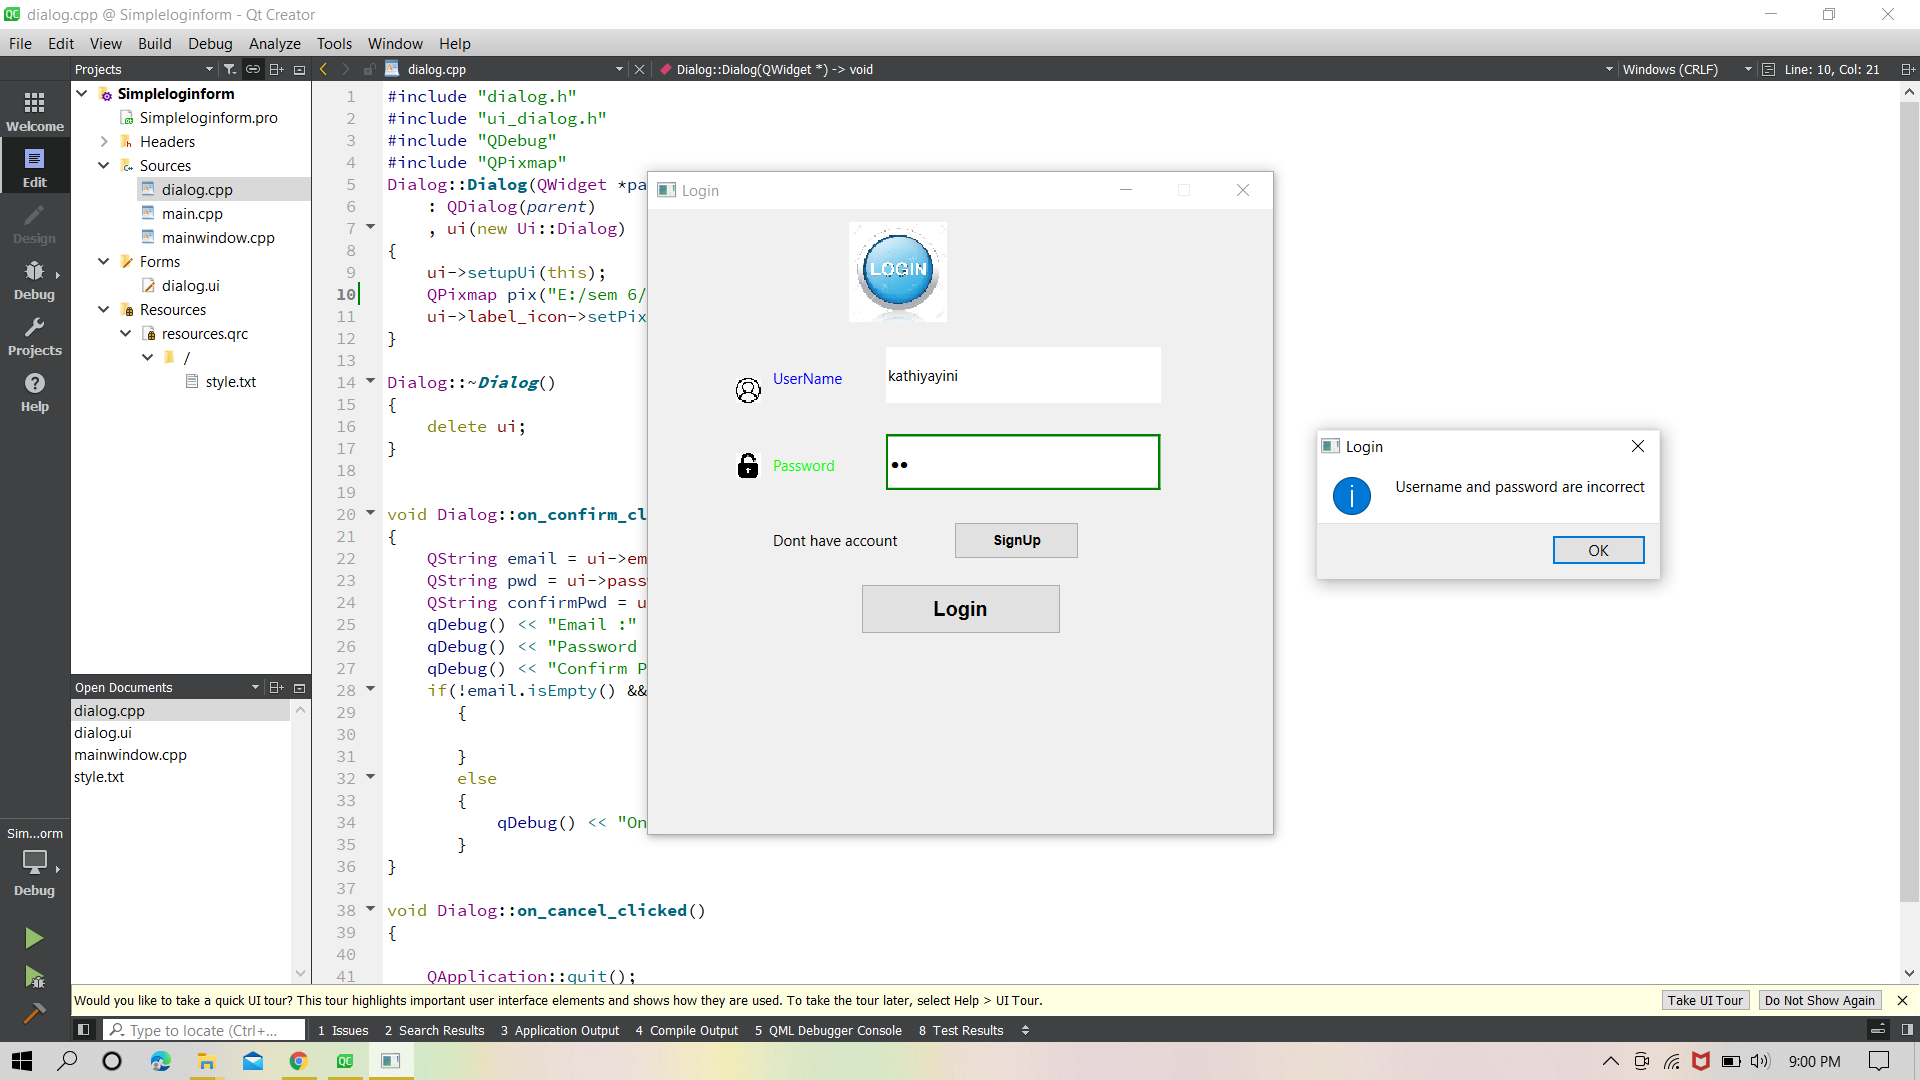 dialog.cpp @ Simpleloginform - Qt Creator
File Edit View Build Debug Analyze Tools Window Help
Projects
dialog.cpp
Dialog::Dialog(QWidget *) -> void
Windows (CRLF)
Line: 10, Col: 21
Welcome
Edit
Design
Debug
Projects
Help
Simpleloginform
Simpleloginform.pro
Headers
Sources
dialog.cpp
main.cpp
mainwindow.cpp
Forms
dialog.ui
Resources
resources.qrc
/
style.txt
Open Documents
dialog.cpp
dialog.ui
mainwindow.cpp
style.txt
Sim...orm
Debug
1 #include "dialog.h"
2 #include "ui_dialog.h"
3 #include "QDebug"
4 #include "QPixmap"
5 Dialog::Dialog(QWidget *pa
6 : QDialog(parent)
7 , ui(new Ui::Dialog)
8 {
9 ui->setupUi(this);
10 QPixmap pix("E:/sem 6/
11 ui->label_icon->setPix
12 }
13
14 Dialog::~Dialog()
15 {
16 delete ui;
17 }
18
19
20 void Dialog::on_confirm_cl
21 {
22 QString email = ui->em
23 QString pwd = ui->pass
24 QString confirmPwd = u
25 qDebug() << "Email :"
26 qDebug() << "Password
27 qDebug() << "Confirm P
28 if(!email.isEmpty() &&
29 {
30
31 }
32 else
33 {
34 qDebug() << "On
35 }
36 }
37
38 void Dialog::on_cancel_clicked()
39 {
40
41 QApplication::quit();
Login
LOGIN
UserName
kathiyayini
Password
Dont have account
SignUp
Login
Login
Username and password are incorrect
OK
Would you like to take a quick UI tour? This tour highlights important user interface elements and shows how they are used. To take the tour later, select Help > UI Tour.
Take UI Tour
Do Not Show Again
Type to locate (Ctrl+...
1 Issues 2 Search Results 3 Application Output 4 Compile Output 5 QML Debugger Console 8 Test Results
9:00 PM